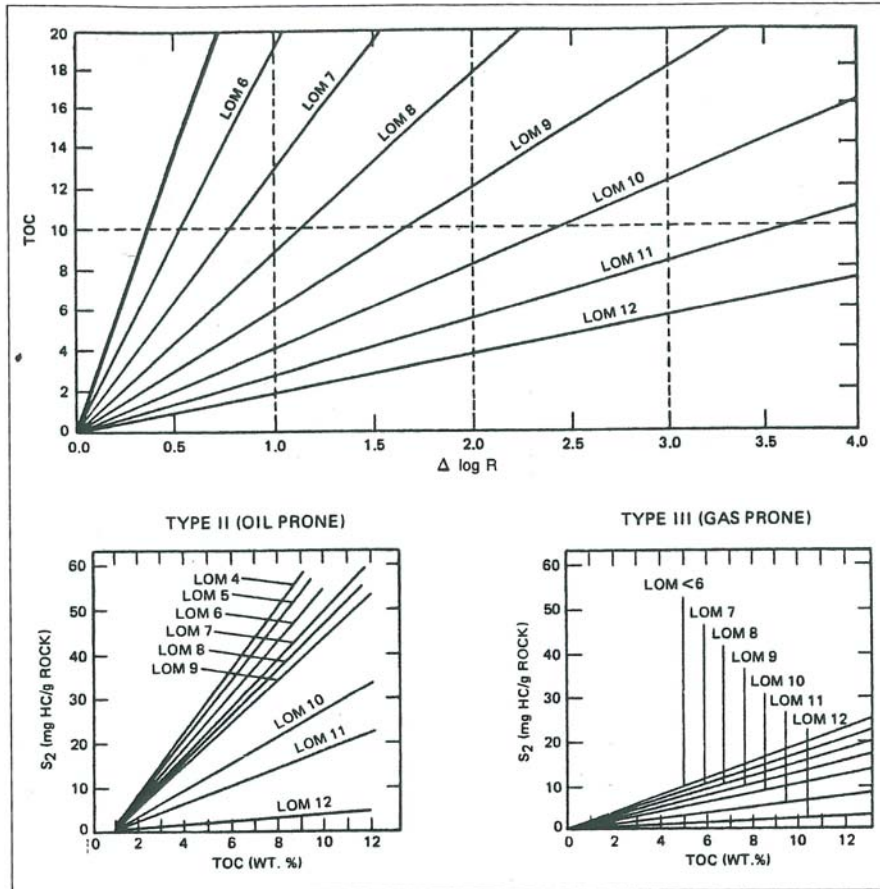 20
18
16
14
12
10
8
6
4
2
0
TOC
LOM 6
LOM 7
LOM 8
LOM 9
LOM 10
LOM 11
LOM 12
0.0 0.5 1.0 1.5 2.0 2.5 3.0 3.5 4.0
Δ log R
TYPE II (OIL PRONE)
60
50
40
30
20
10
0
S2 (mg HC/g ROCK)
LOM 4
LOM 5
LOM 6
LOM 7
LOM 8
LOM 9
LOM 10
LOM 11
LOM 12
0 2 4 6 8 10 12
TOC (WT. %)
TYPE III (GAS PRONE)
60
50
40
30
20
10
0
S2 (mg HC/g ROCK)
LOM <6
LOM 7
LOM 8
LOM 9
LOM 10
LOM 11
LOM 12
0 2 4 6 8 10 12
TOC (WT.%)